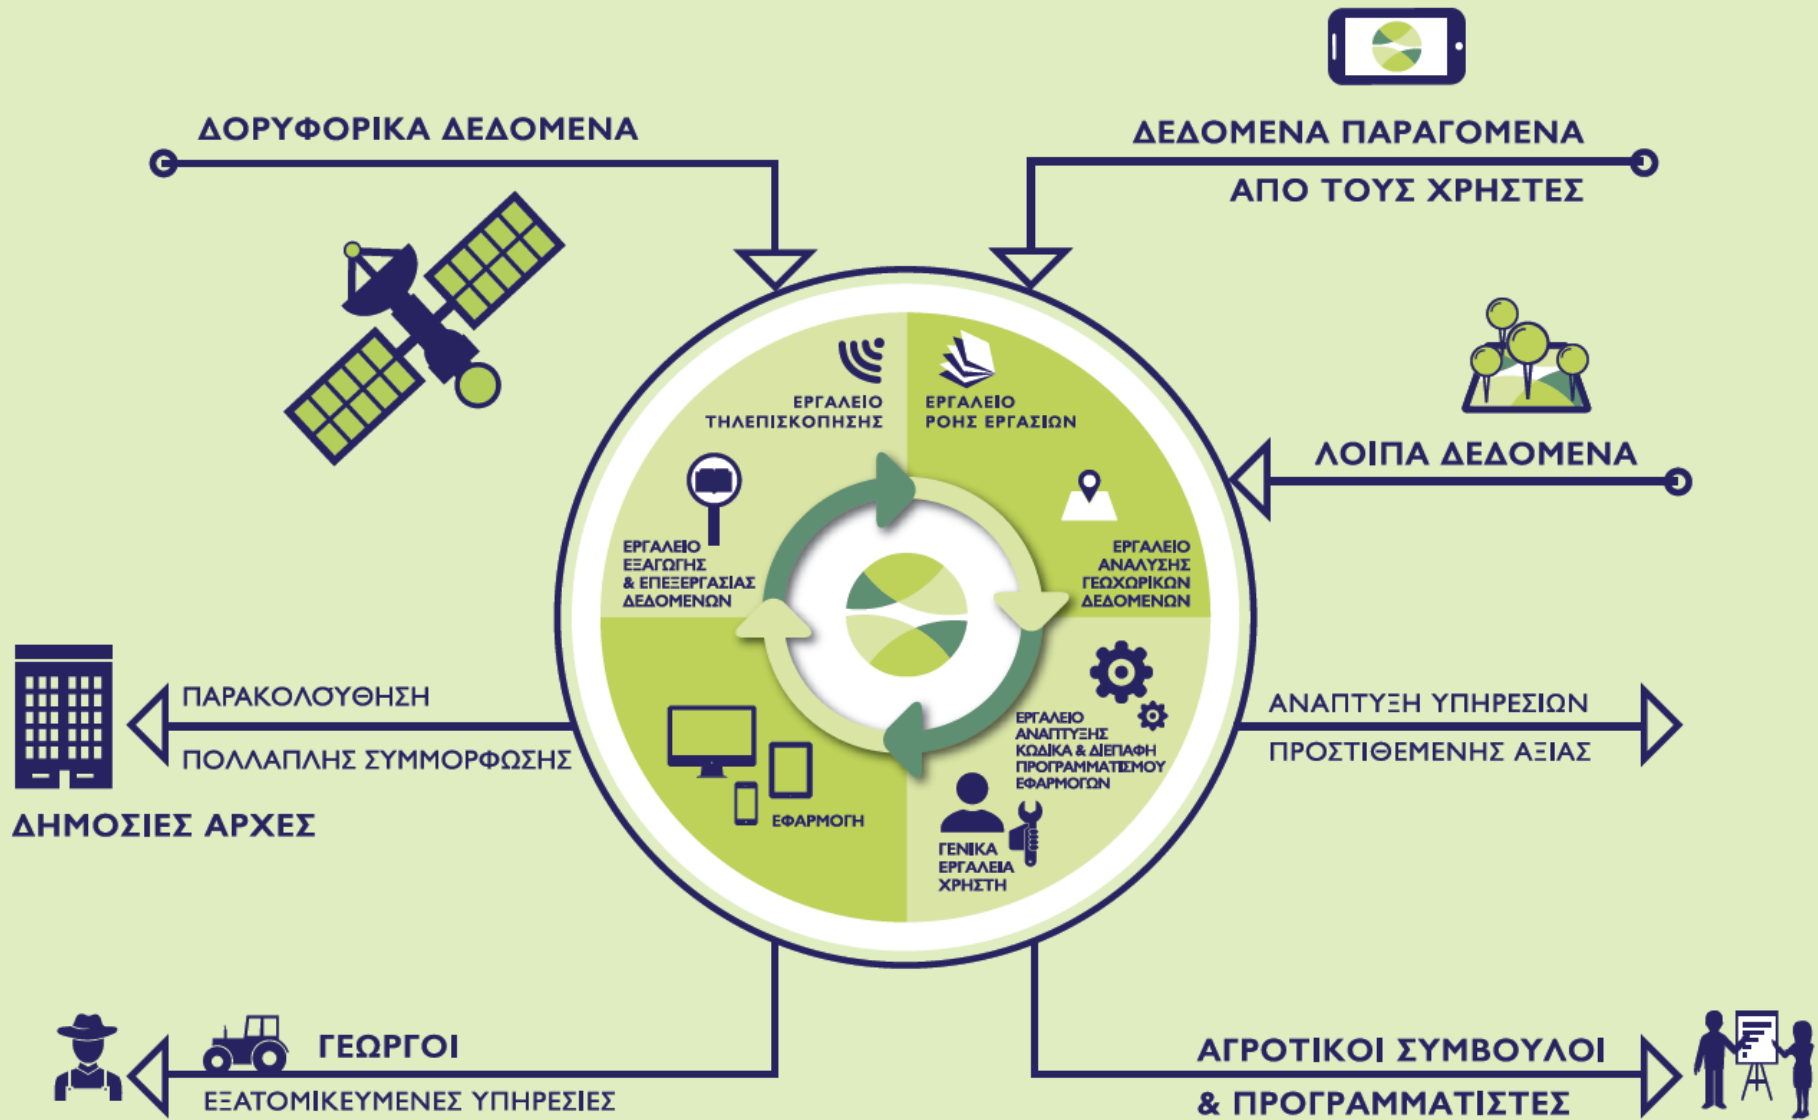 ΔΟΡΥΦΟΡΙΚΑ ΔΕΔΟΜΕΝΑ
ΔΕΔΟΜΕΝΑ ΠΑΡΑΓΟΜΕΝΑ
ΑΠΟ ΤΟΥΣ ΧΡΗΣΤΕΣ
ΛΟΙΠΑ ΔΕΔΟΜΕΝΑ
ΕΡΓΑΛΕΙΟ
ΤΗΛΕΠΙΣΚΟΠΗΣΗΣ
ΕΡΓΑΛΕΙΟ
ΡΟΗΣ ΕΡΓΑΣΙΩΝ
ΕΡΓΑΛΕΙΟ
ΕΞΑΓΩΓΗΣ
& ΕΠΕΞΕΡΓΑΣΙΑΣ
ΔΕΔΟΜΕΝΩΝ
ΕΡΓΑΛΕΙΟ
ΑΝΑΛΥΣΗΣ
ΓΕΩΧΩΡΙΚΩΝ
ΔΕΔΟΜΕΝΩΝ
ΕΡΓΑΛΕΙΟ
ΑΝΑΠΤΥΞΗΣ
ΚΩΔΙΚΑ & ΔΙΕΠΑΦΗ
ΠΡΟΓΡΑΜΜΑΤΙΣΜΟΥ
ΕΦΑΡΜΟΓΩΝ
ΕΦΑΡΜΟΓΗ
ΓΕΝΙΚΑ
ΕΡΓΑΛΕΙΑ
ΧΡΗΣΤΗ
ΠΑΡΑΚΟΛΟΎΘΗΣΗ
ΠΟΛΛΑΠΛΗΣ ΣΥΜΜΟΡΦΩΣΗΣ
ΔΗΜΟΣΙΕΣ ΑΡΧΕΣ
ΑΝΑΠΤΥΞΗ ΥΠΗΡΕΣΙΩΝ
ΠΡΟΣΤΙΘΕΜΕΝΗΣ ΑΞΙΑΣ
ΓΕΩΡΓΟΙ
ΕΞΑΤΟΜΙΚΕΥΜΕΝΕΣ ΥΠΗΡΕΣΙΕΣ
ΑΓΡΟΤΙΚΟΙ ΣΥΜΒΟΥΛΟΙ
& ΠΡΟΓΡΑΜΜΑΤΙΣΤΕΣ